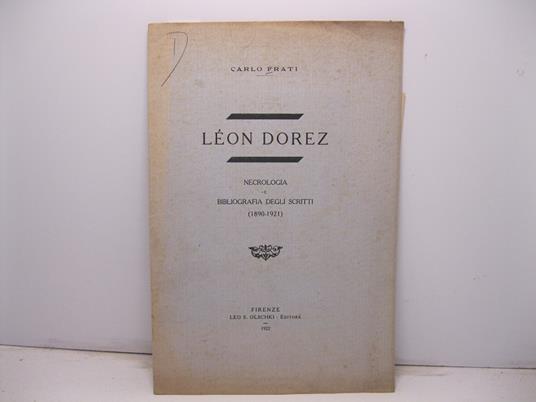 CARLO FRATI
LÉON DOREZ
NECROLOGIA
E
BIBLIOGRAFIA DEGLI SCRITTI
(1890-1921)
FIRENZE
LEO S. OLSCHKI - EDITORE
1922